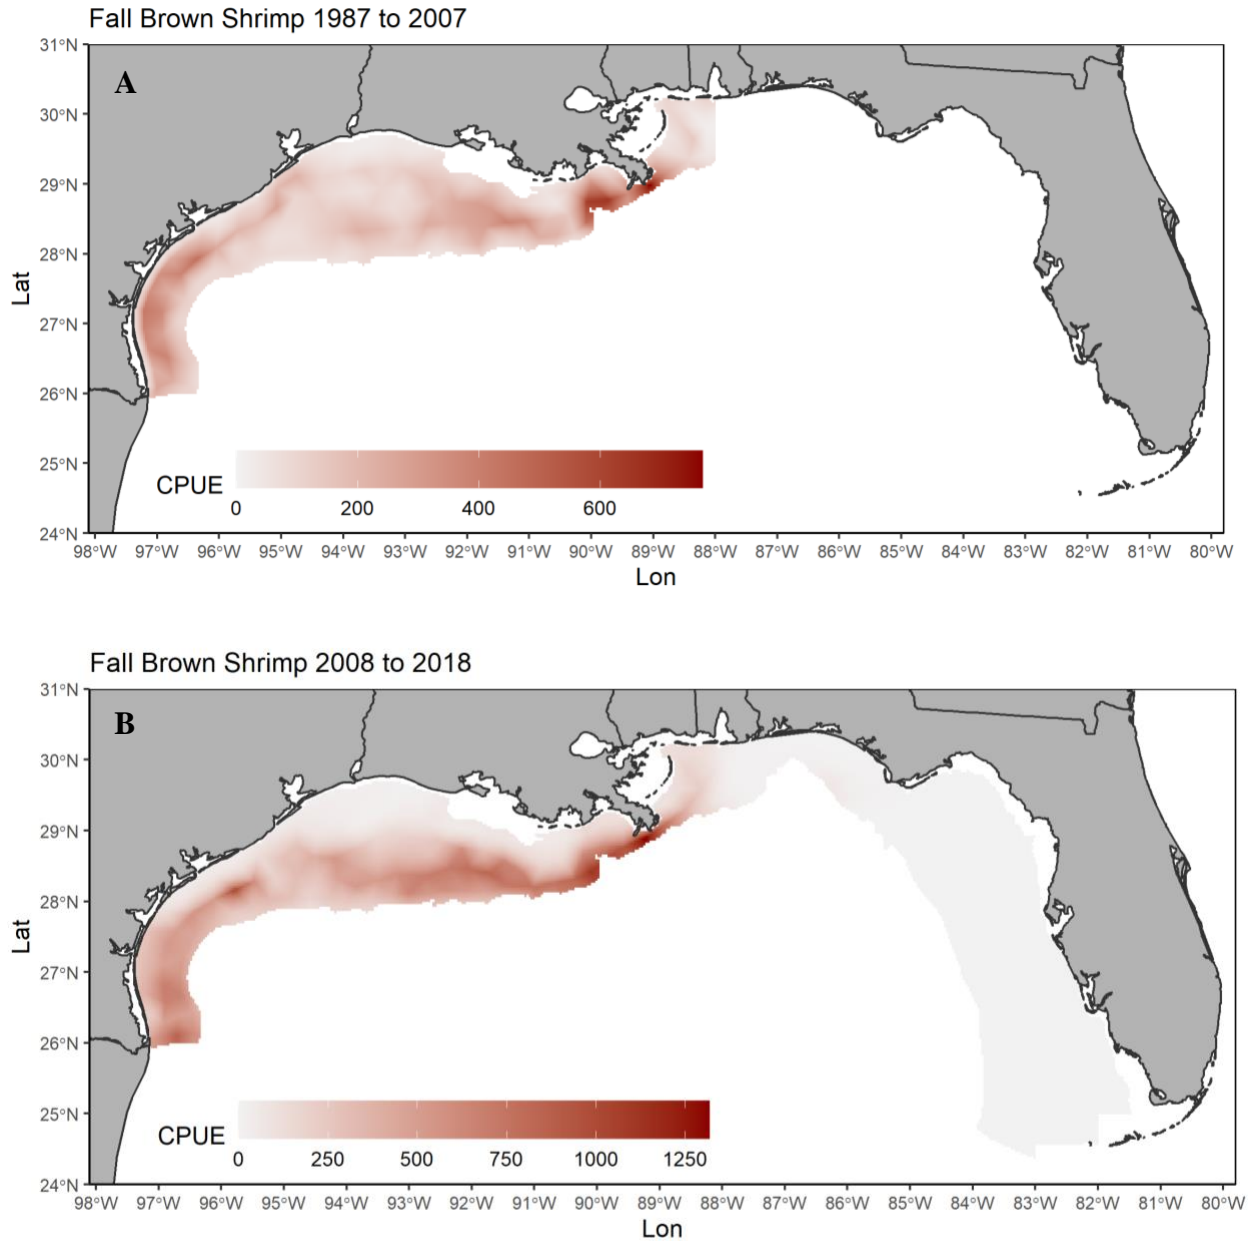 Fall Brown Shrimp 1987 to 2007
A
31°N
30°N
29°N
28°N
27°N
26°N
25°N
24°N
Lat
CPUE
0 200 400 600
98°W 97°W 96°W 95°W 94°W 93°W 92°W 91°W 90°W 89°W 88°W 87°W 86°W 85°W 84°W 83°W 82°W 81°W 80°W
Lon
Fall Brown Shrimp 2008 to 2018
B
31°N
30°N
29°N
28°N
27°N
26°N
25°N
24°N
Lat
CPUE
0 250 500 750 1000 1250
98°W 97°W 96°W 95°W 94°W 93°W 92°W 91°W 90°W 89°W 88°W 87°W 86°W 85°W 84°W 83°W 82°W 81°W 80°W
Lon